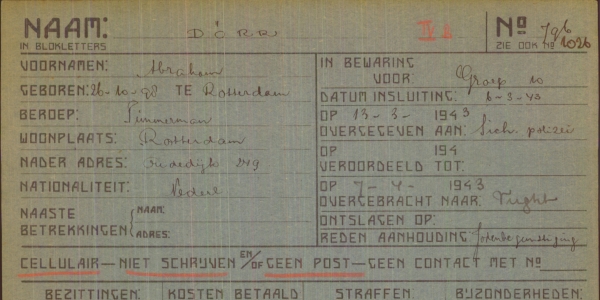 NAAM: DÖRR IV B Nº 796
IN BLOKLETTERS ZIE OOK Nº 1026
VOORNAMEN: Abraham
GEBOREN: 26-10-98 TE Rotterdam
BEROEP: Timmerman
WOONPLAATS: Rotterdam
NADER ADRES: 249
NATIONALITEIT: Nederl
NAASTE BETREKKINGEN
NAAM:
ADRES:
IN BEWARING
VOOR: Groep 10
DATUM INSLUITING: 6-3-43
OP 13-3- 1943
OVERGEGEVEN AAN: Sich. polizei
OP 194
VEROORDEELD TOT:
OP 7-4- 1943
OVERGEBRACHT NAAR: Vught
ONTSLAGEN OP:
REDEN AANHOUDING Jodenbegunstiging
CELLULAIR — NIET SCHRIJVEN EN/OF GEEN POST — GEEN CONTACT MET Nº
BEZITTINGEN: KOSTEN BETAALD STRAFFEN: BIJZONDERHEDEN: